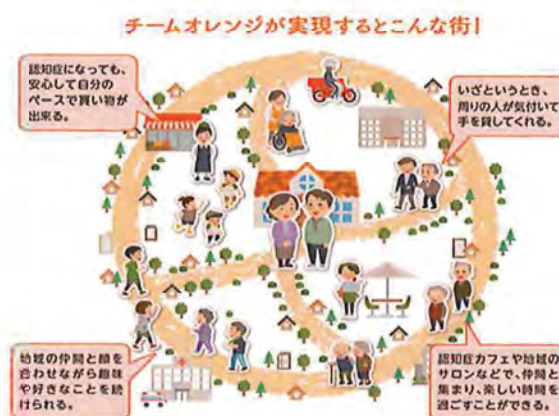 チームオレンジが実現するとこんな街!
認知症になっても、
安心して自分の
ペースで買い物が
出来る。
いざというとき、
周りの人が気付いて
手を貸してくれる。
地域の仲間と顔を
合わせながら趣味
や好きなことを続
けられる。
認知症カフェや地域の
サロンなどで、仲間と
集まり、楽しい時間を
過ごすことができる。